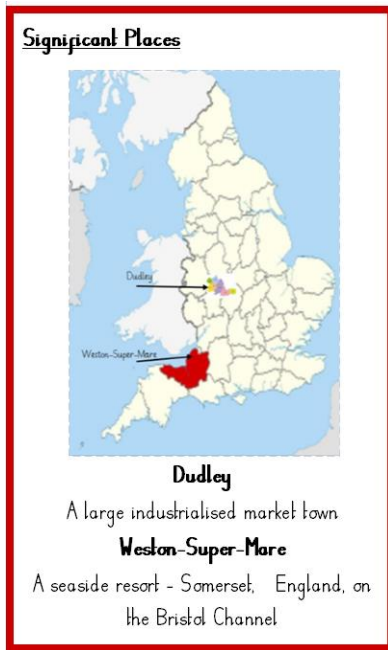 Significant Places
Dudley
Weston-Super-Mare
Dudley
A large industrialised market town
Weston-Super-Mare
A seaside resort - Somerset, England, on
the Bristol Channel